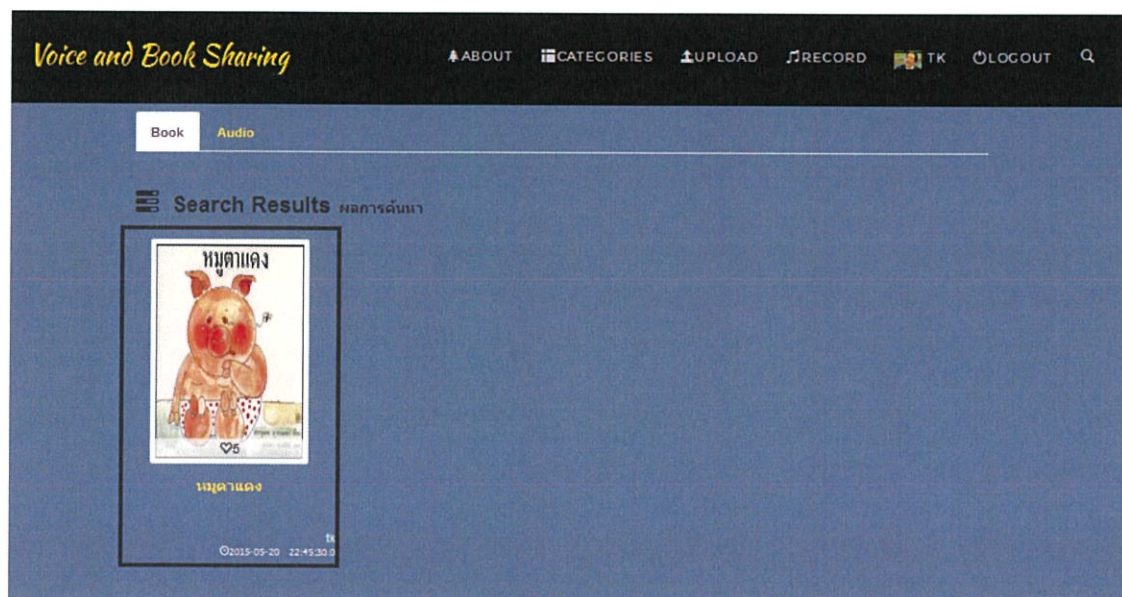 Voice and Book Sharing
ABOUT CATEGORIES UPLOAD RECORD TK LOGOUT
Book Audio
Search Results ผลการค้นหา
หมูตาแดง
5
หมูตาแดง
tk
2015-05-20 22:45:30.0